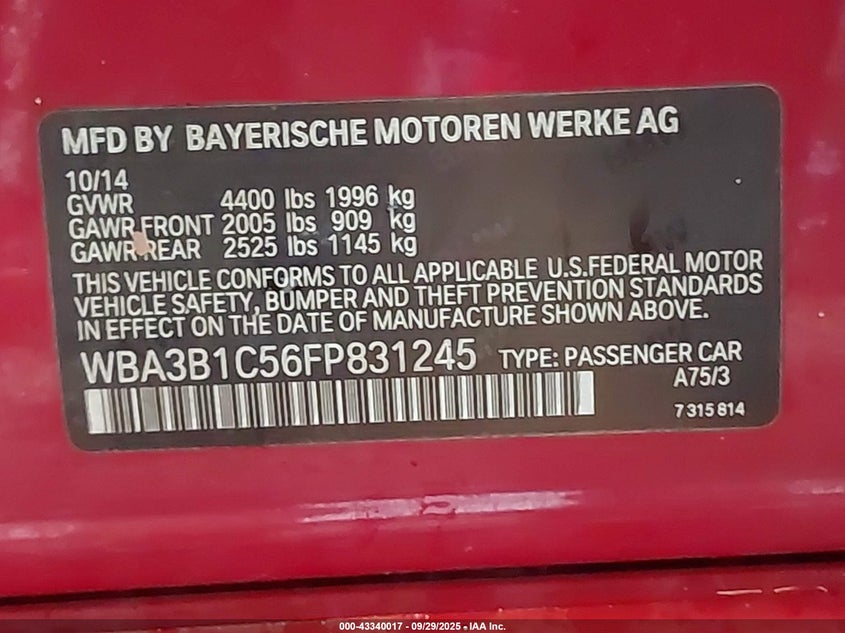 MFD BY BAYERISCHE MOTOREN WERKE AG
10/14
GVWR 4400 lbs 1996 kg
GAWR FRONT 2005 lbs 909 kg
GAWR REAR 2525 lbs 1145 kg
THIS VEHICLE CONFORMS TO ALL APPLICABLE U.S.FEDERAL MOTOR
VEHICLE SAFETY, BUMPER AND THEFT PREVENTION STANDARDS
IN EFFECT ON THE DATE OF MANUFACTURE SHOWN ABOVE.
WBA3B1C56FP831245 TYPE: PASSENGER CAR
A75/3
7 315 814
000-43340017 - 09/29/2025 - IAA Inc.